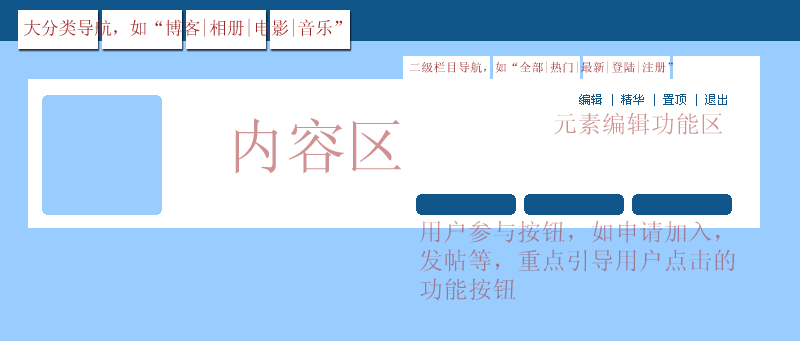 大分类导航，如“博客|相册|电影|音乐”
二级栏目导航，如“全部|热门|最新|登陆|注册”
编辑 | 精华 | 置顶 | 退出
元素编辑功能区
内容区
用户参与按钮，如申请加入，
发帖等，重点引导用户点击的
功能按钮